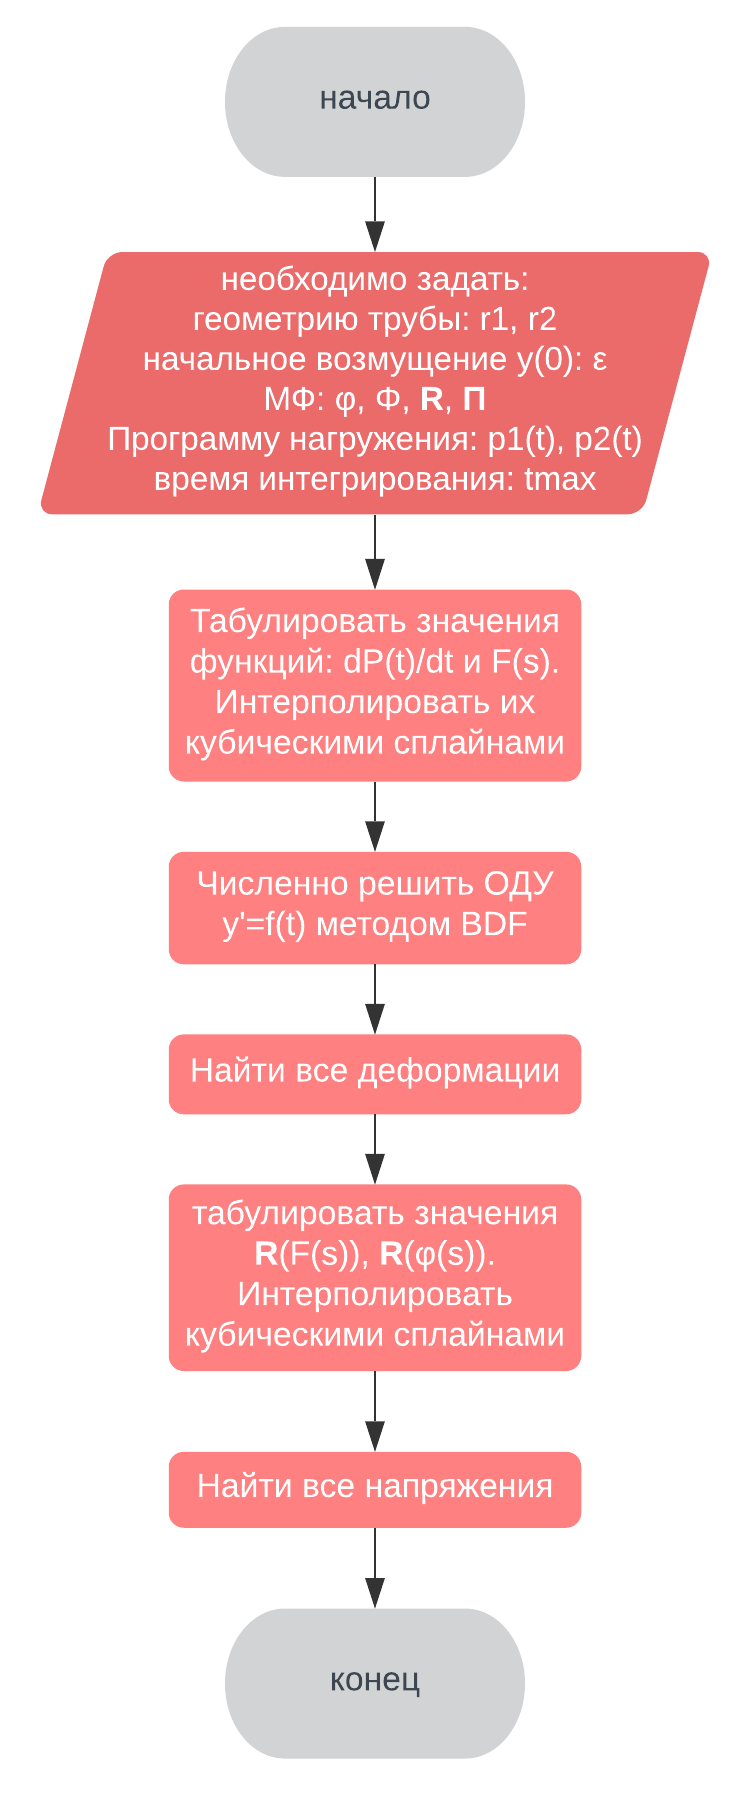 начало
необходимо задать:
геометрию трубы: r1, r2
начальное возмущение y(0): ε
МФ: φ, Φ, R, П
Программу нагружения: p1(t), p2(t)
время интегрирования: tmax
Табулировать значения
функций: dP(t)/dt и F(s).
Интерполировать их
кубическими сплайнами
Численно решить ОДУ
y'=f(t) методом BDF
Найти все деформации
табулировать значения
R(F(s)), R(φ(s)).
Интерполировать
кубическими сплайнами
Найти все напряжения
конец